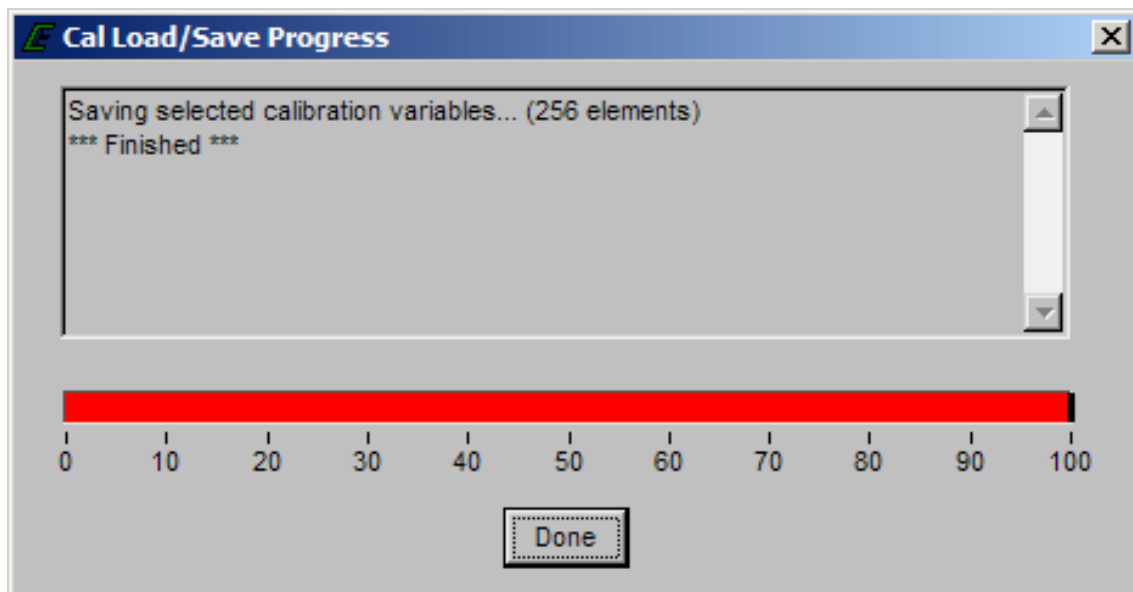 Cal Load/Save Progress
Saving selected calibration variables... (256 elements)
*** Finished ***
0 10 20 30 40 50 60 70 80 90 100
Done